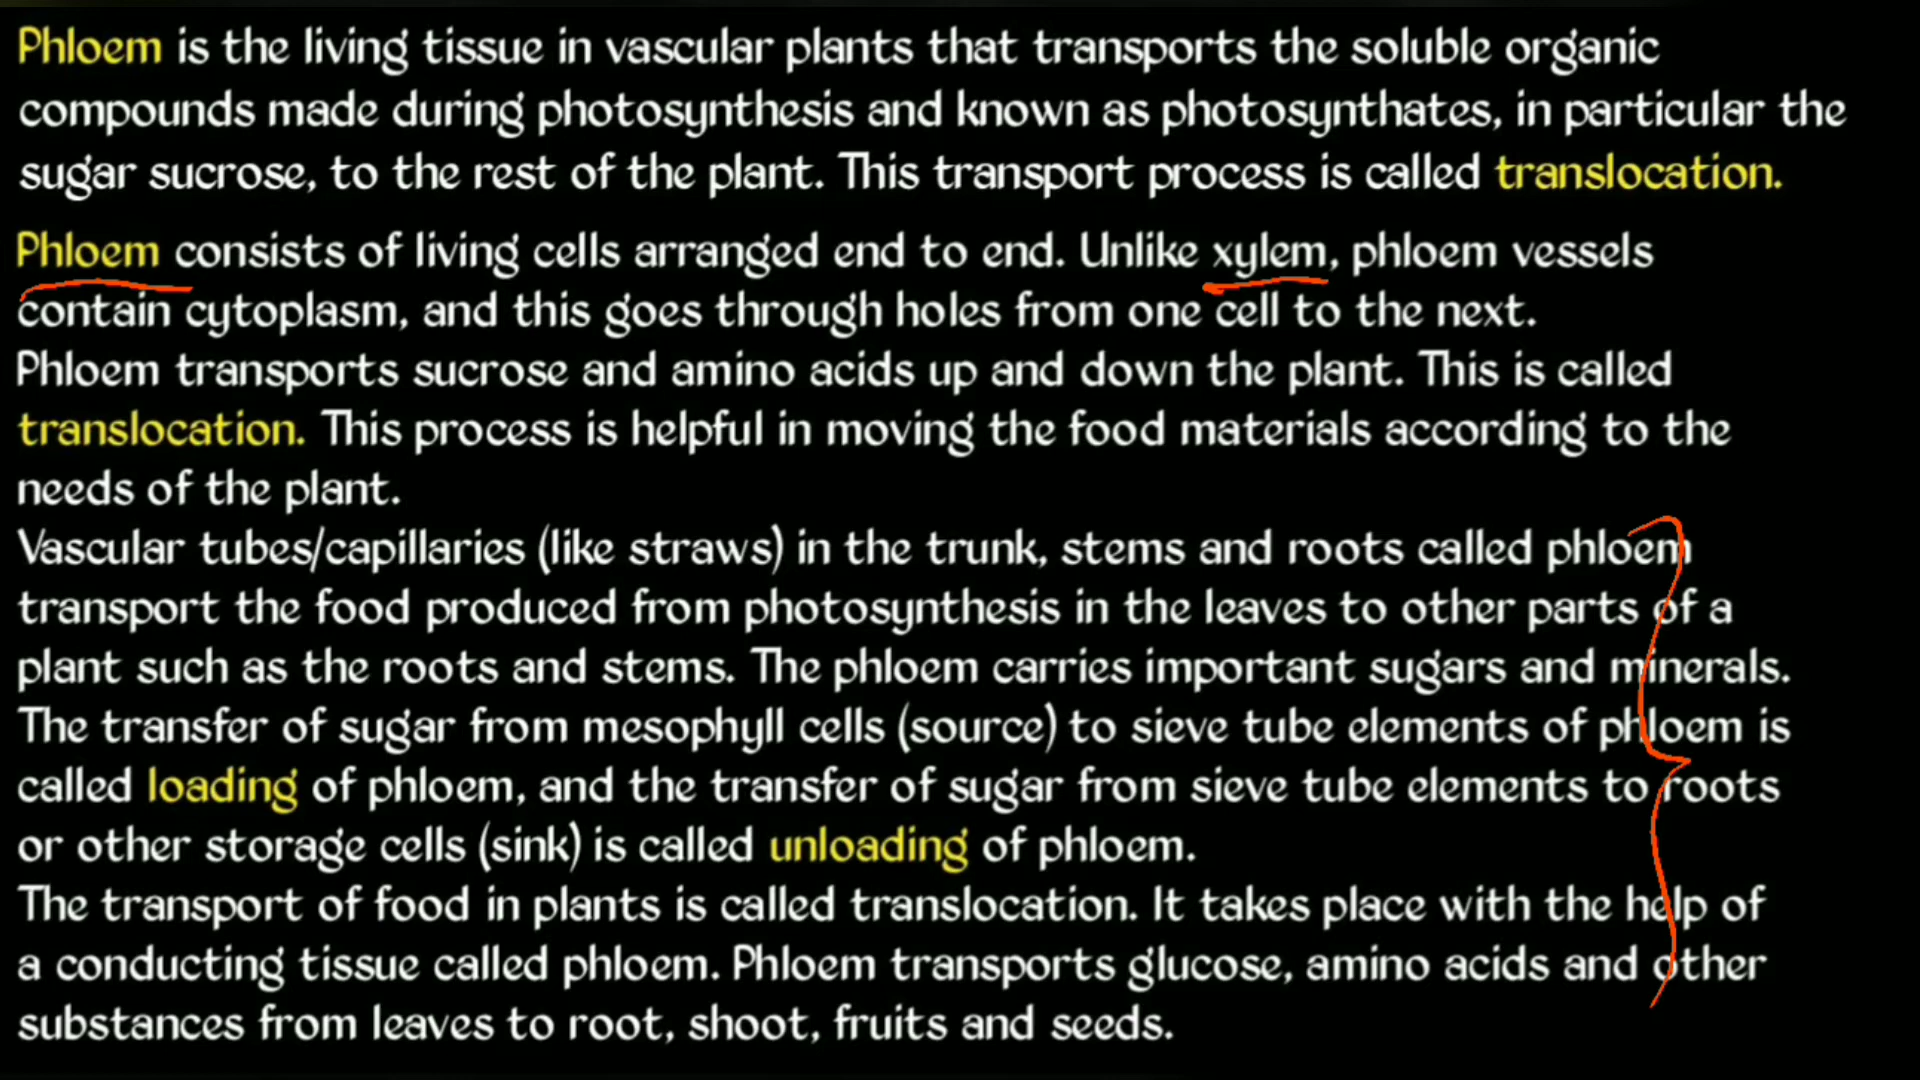 Phloem is the living tissue in vascular plants that transports the soluble organic
compounds made during photosynthesis and known as photosynthates, in particular the
sugar sucrose, to the rest of the plant. This transport process is called translocation.
Phloem consists of living cells arranged end to end. Unlike xylem, phloem vessels
contain cytoplasm, and this goes through holes from one cell to the next.
Phloem transports sucrose and amino acids up and down the plant. This is called
translocation. This process is helpful in moving the food materials according to the
needs of the plant.
Vascular tubes/capillaries (like straws) in the trunk, stems and roots called phloem
transport the food produced from photosynthesis in the leaves to other parts of a
plant such as the roots and stems. The phloem carries important sugars and minerals.
The transfer of sugar from mesophyll cells (source) to sieve tube elements of phloem is
called loading of phloem, and the transfer of sugar from sieve tube elements to roots
or other storage cells (sink) is called unloading of phloem.
The transport of food in plants is called translocation. It takes place with the help of
a conducting tissue called phloem. Phloem transports glucose, amino acids and other
substances from leaves to root, shoot, fruits and seeds.